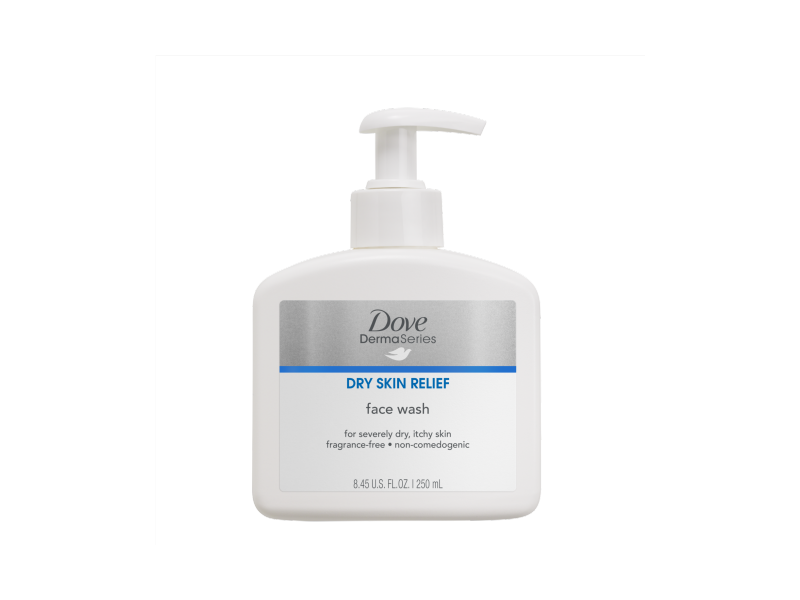 Dove
DermaSeries
DRY SKIN RELIEF
face wash
for severely dry, itchy skin
fragrance-free • non-comedogenic
8.45 U.S. FL.OZ. | 250 mL